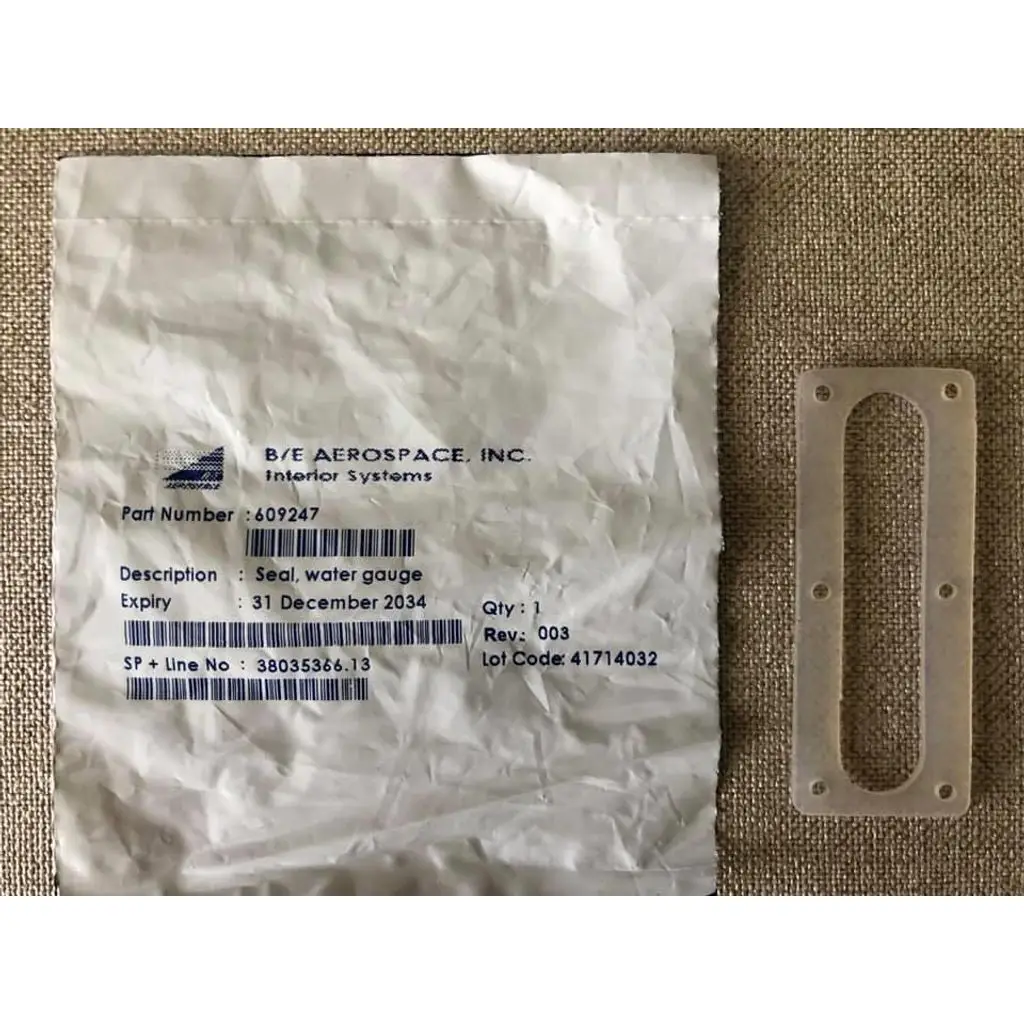 B/E AEROSPACE, INC.
Interior Systems
Part Number : 609247
Description : Seal, water gauge
Expiry : 31 December 2034
Qty : 1
Rev.: 003
SP + Line No : 38035366.13
Lot Code: 41714032